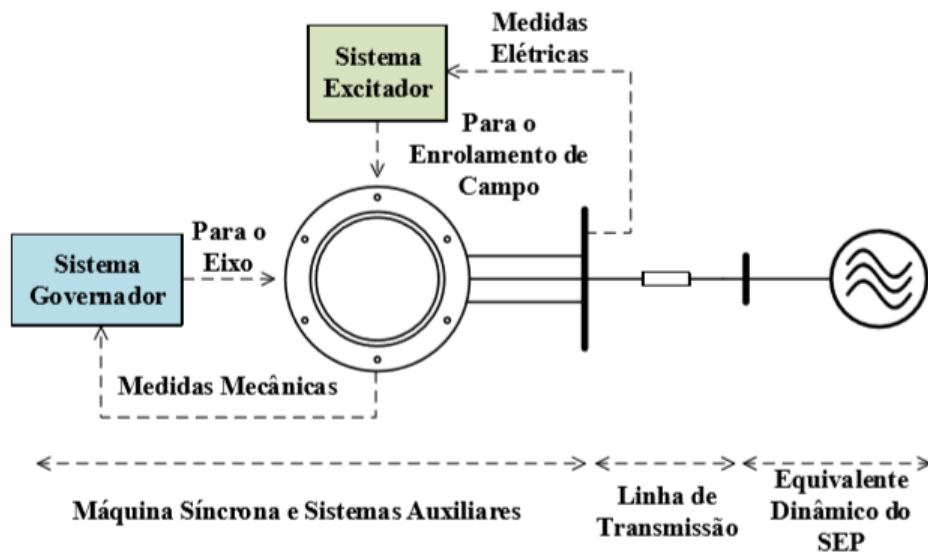 Medidas
Elétricas
Sistema
Excitador
Para o
Enrolamento de
Campo
Para o
Eixo
Sistema
Governador
Medidas Mecânicas
Máquina Síncrona e Sistemas Auxiliares
Linha de
Transmissão
Equivalente
Dinâmico do
SEP